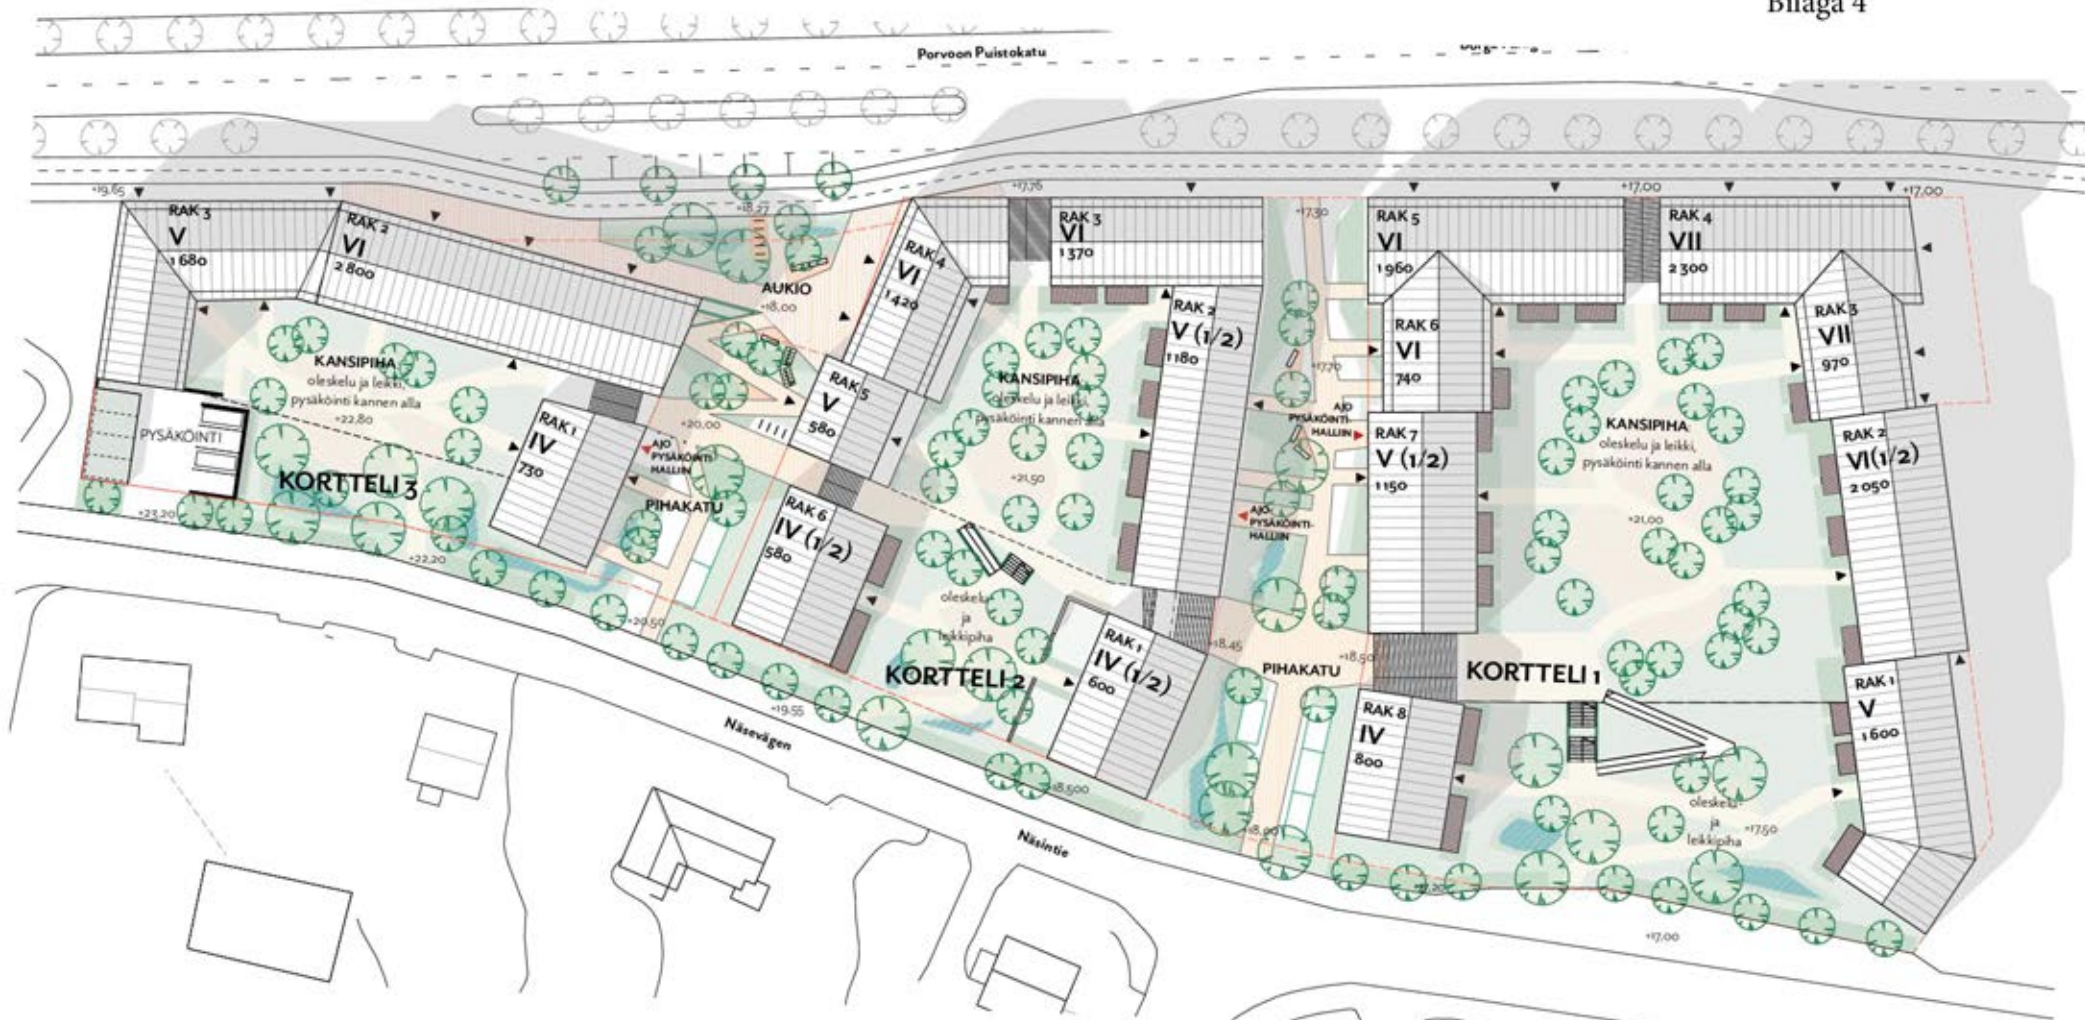 Bilaga 4
Porvoon Puistokatu
+19,65
RAK 3
V
1 680
RAK 2
VI
2 800
+18,27
AUKIO
+18,00
KANSIPIHA
oleskelu ja leikki,
pysäköinti kannen alla
+22,80
PYSÄKÖINTI
KORTTELI 3
RAK 1
IV
730
+20,00
AJO
PYSÄKÖINTI-
HALLIIN
PIHAKATU
+23,20
+22,20
+20,50
+17,76
RAK 4
VI
1 420
RAK 3
VI
1 370
RAK 5
V
580
RAK 2
V (1/2)
1 180
KANSIPIHA
oleskelu ja leikki,
pysäköinti kannen alla
+21,50
RAK 6
IV (1/2)
580
oleskelu-
ja
leikkipiha
KORTTELI 2
RAK 1
IV (1/2)
600
+19,55
+18,500
+17,30
+17,70
AJO
PYSÄKÖINTI-
HALLIIN
AJO-
PYSÄKÖINTI-
HALLIIN
+18,45
PIHAKATU
+18,50
+18,00
+17,00
+17,00
RAK 5
VI
1 960
RAK 4
VII
2 300
RAK 6
VI
740
RAK 3
VII
970
RAK 7
V (1/2)
1 150
RAK 2
VI (1/2)
2 050
KANSIPIHA
oleskelu ja leikki,
pysäköinti kannen alla
+21,00
KORTTELI 1
RAK 8
IV
800
RAK 1
V
1 600
oleskelu-
ja
leikkipiha
+17,50
+17,20
+17,00
Näsevägen
Näsintie